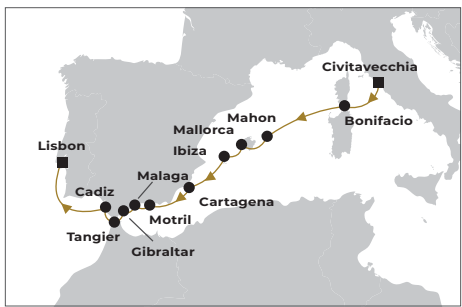 Civitavecchia
Bonifacio
Mahon
Mallorca
Ibiza
Lisbon
Malaga
Cadiz
Cartagena
Motril
Tangier
Gibraltar